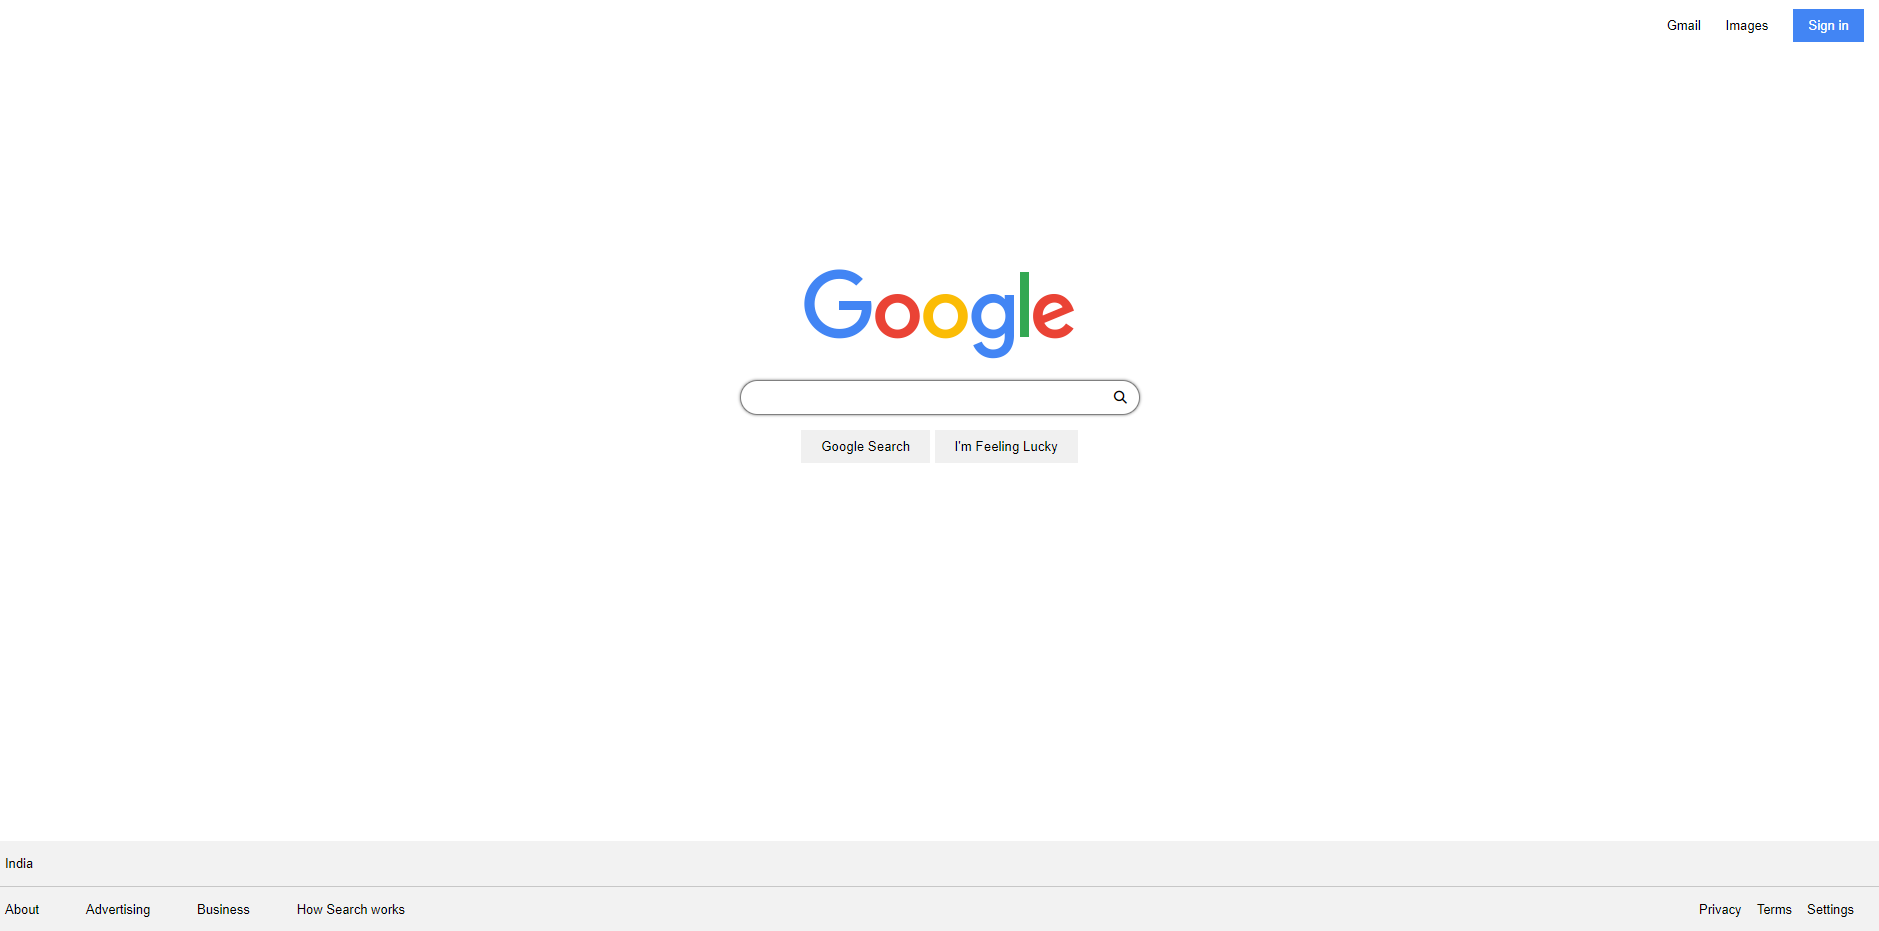 Gmail Images Sign in
Google
Google Search I'm Feeling Lucky
India
About Advertising Business How Search works Privacy Terms Settings